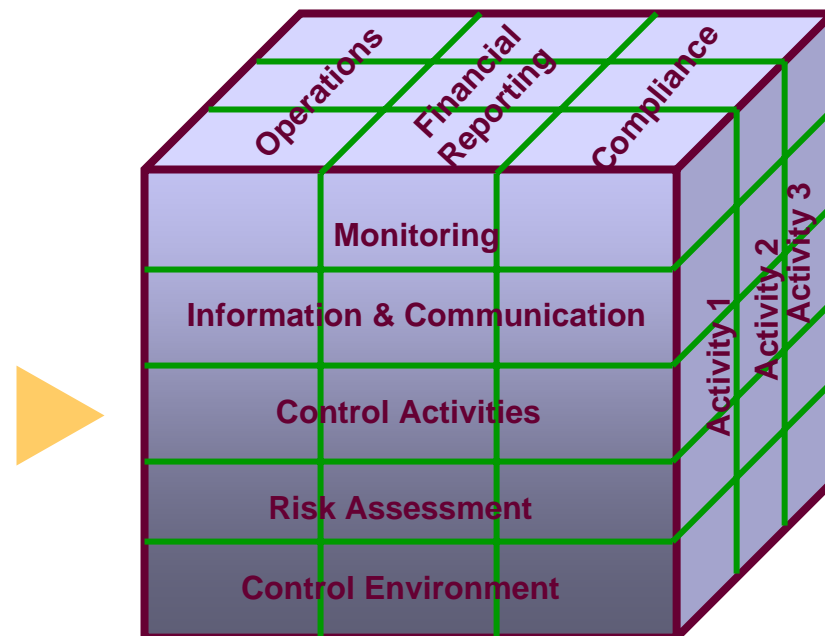 Operations
Financial
Reporting
Compliance
Monitoring
Information & Communication
Control Activities
Risk Assessment
Control Environment
Activity 1
Activity 2
Activity 3